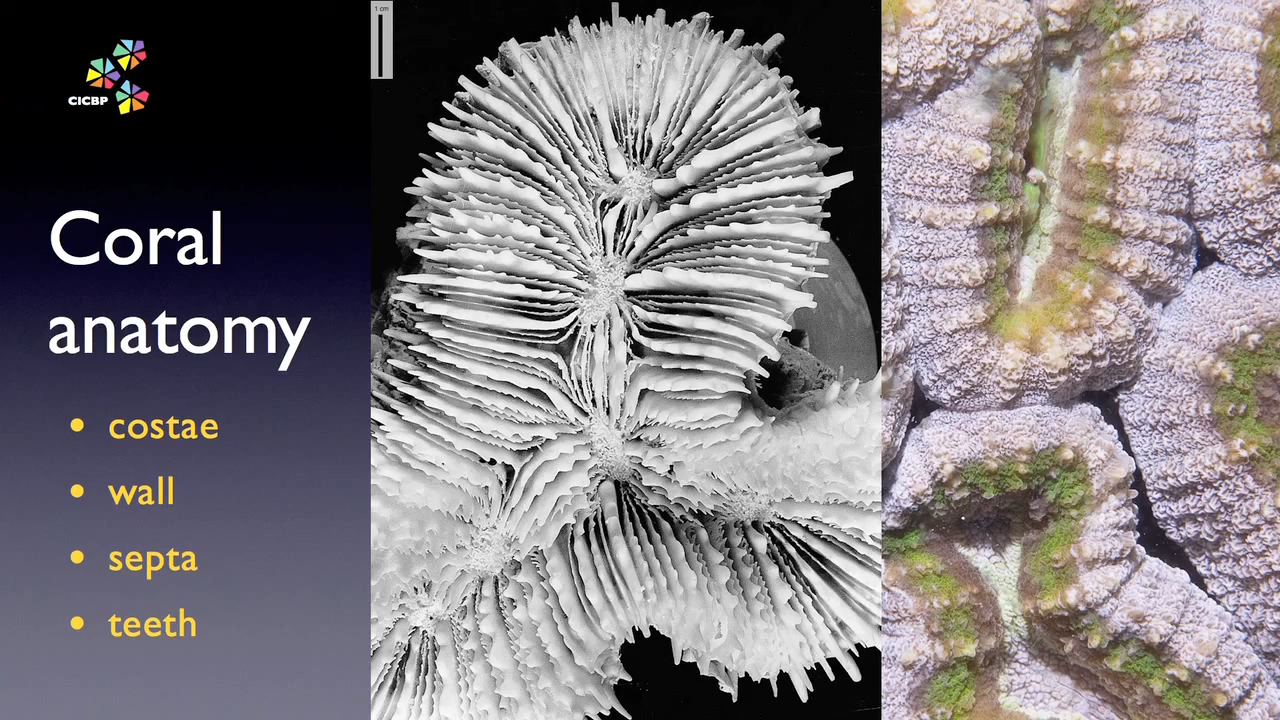 CICBP
Coral
anatomy
• costae
• wall
• septa
• teeth
1 cm